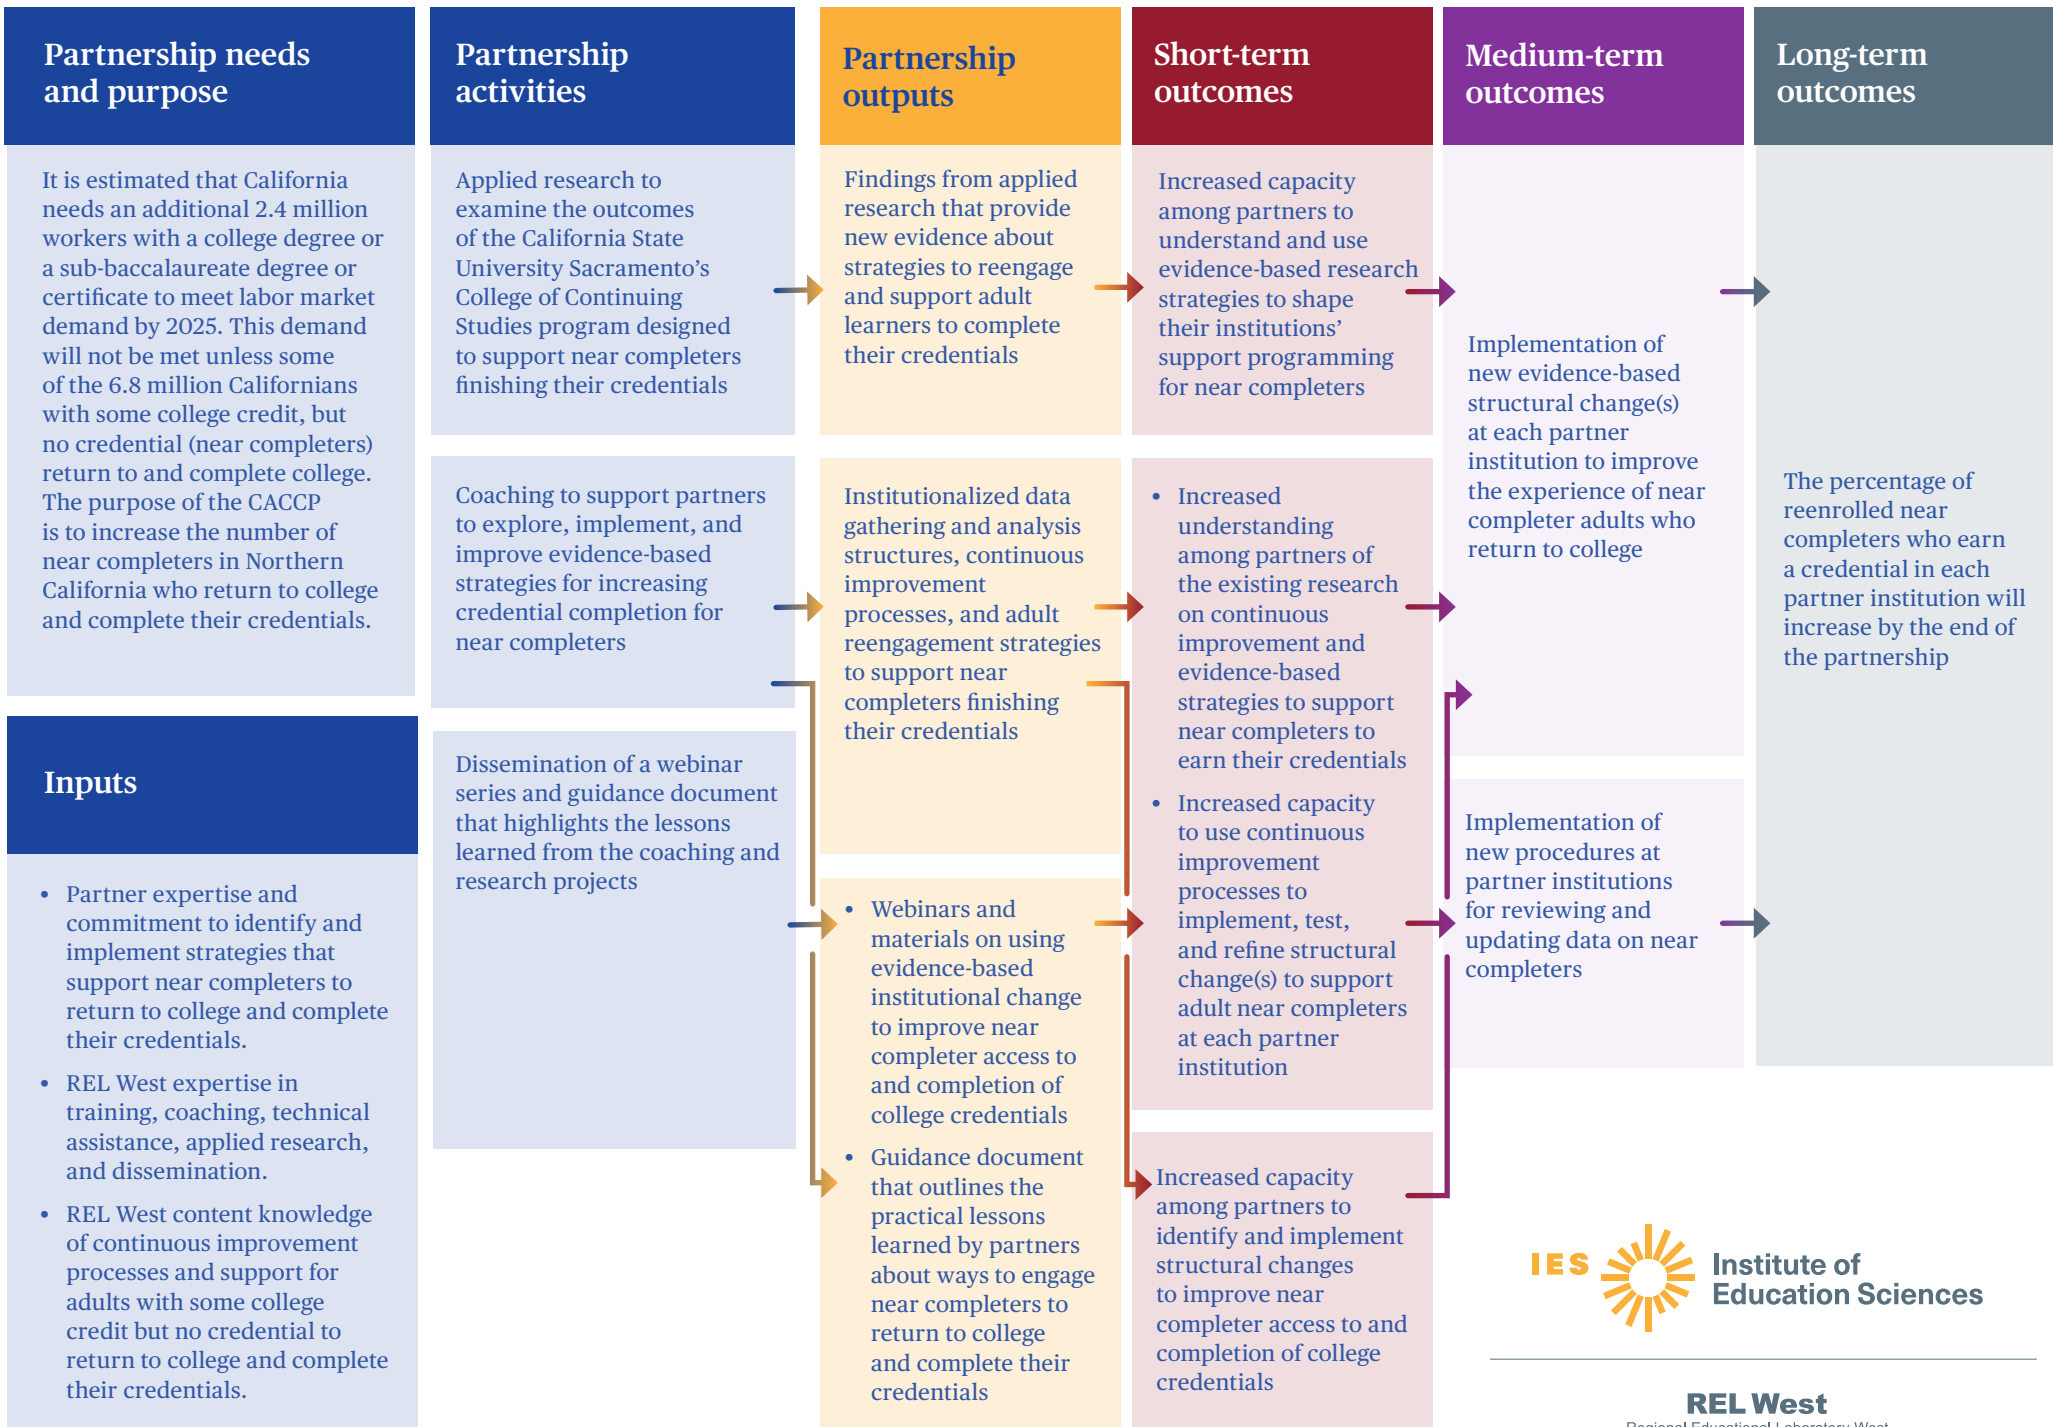 Partnership needs
and purpose
It is estimated that California
needs an additional 2.4 million
workers with a college degree or
a sub-baccalaureate degree or
certificate to meet labor market
demand by 2025. This demand
will not be met unless some
of the 6.8 million Californians
with some college credit, but
no credential (near completers)
return to and complete college.
The purpose of the CACCP
is to increase the number of
near completers in Northern
California who return to college
and complete their credentials.
Inputs
• Partner expertise and
commitment to identify and
implement strategies that
support near completers to
return to college and complete
their credentials.
• REL West expertise in
training, coaching, technical
assistance, applied research,
and dissemination.
• REL West content knowledge
of continuous improvement
processes and support for
adults with some college
credit but no credential to
return to college and complete
their credentials.
Partnership
activities
Applied research to
examine the outcomes
of the California State
University Sacramento’s
College of Continuing
Studies program designed
to support near completers
finishing their credentials
Coaching to support partners
to explore, implement, and
improve evidence-based
strategies for increasing
credential completion for
near completers
Dissemination of a webinar
series and guidance document
that highlights the lessons
learned from the coaching and
research projects
Partnership
outputs
Findings from applied
research that provide
new evidence about
strategies to reengage
and support adult
learners to complete
their credentials
Institutionalized data
gathering and analysis
structures, continuous
improvement
processes, and adult
reengagement strategies
to support near
completers finishing
their credentials
• Webinars and
materials on using
evidence-based
institutional change
to improve near
completer access to
and completion of
college credentials
• Guidance document
that outlines the
practical lessons
learned by partners
about ways to engage
near completers to
return to college
and complete their
credentials
Short-term
outcomes
Increased capacity
among partners to
understand and use
evidence-based research
strategies to shape
their institutions’
support programming
for near completers
• Increased
understanding
among partners of
the existing research
on continuous
improvement and
evidence-based
strategies to support
near completers to
earn their credentials
• Increased capacity
to use continuous
improvement
processes to
implement, test,
and refine structural
change(s) to support
adult near completers
at each partner
institution
Increased capacity
among partners to
identify and implement
structural changes
to improve near
completer access to and
completion of college
credentials
Medium-term
outcomes
Implementation of
new evidence-based
structural change(s)
at each partner
institution to improve
the experience of near
completer adults who
return to college
Implementation of
new procedures at
partner institutions
for reviewing and
updating data on near
completers
Long-term
outcomes
The percentage of
reenrolled near
completers who earn
a credential in each
partner institution will
increase by the end of
the partnership
IES
Institute of
Education Sciences
REL West
Regional Educational Laboratory West